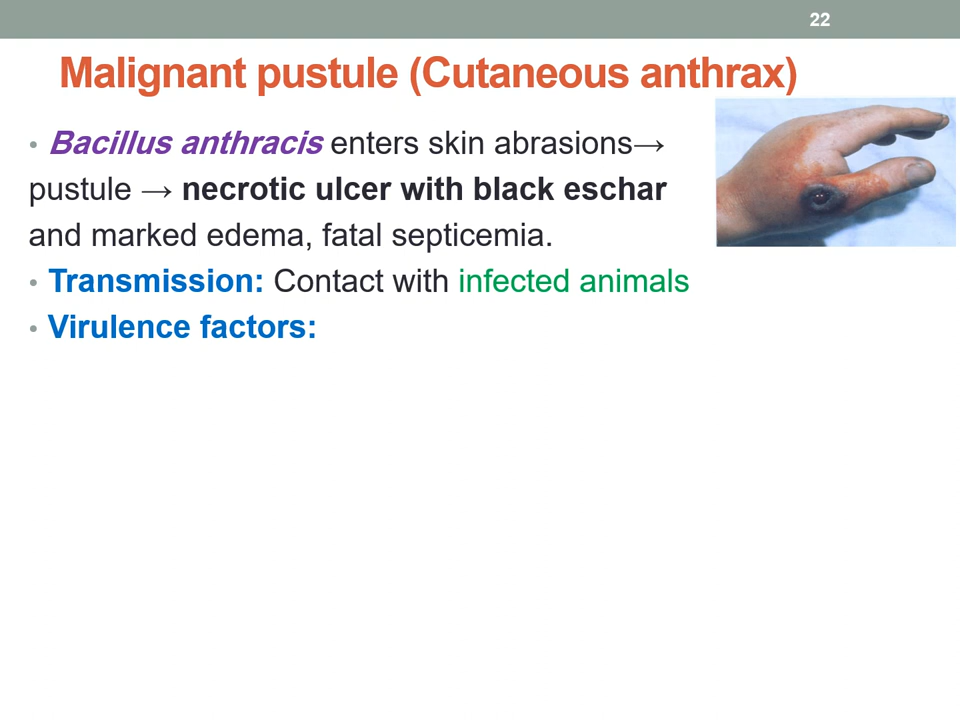 22
Malignant pustule (Cutaneous anthrax)
• Bacillus anthracis enters skin abrasions→
pustule → necrotic ulcer with black eschar
and marked edema, fatal septicemia.
• Transmission: Contact with infected animals
• Virulence factors: